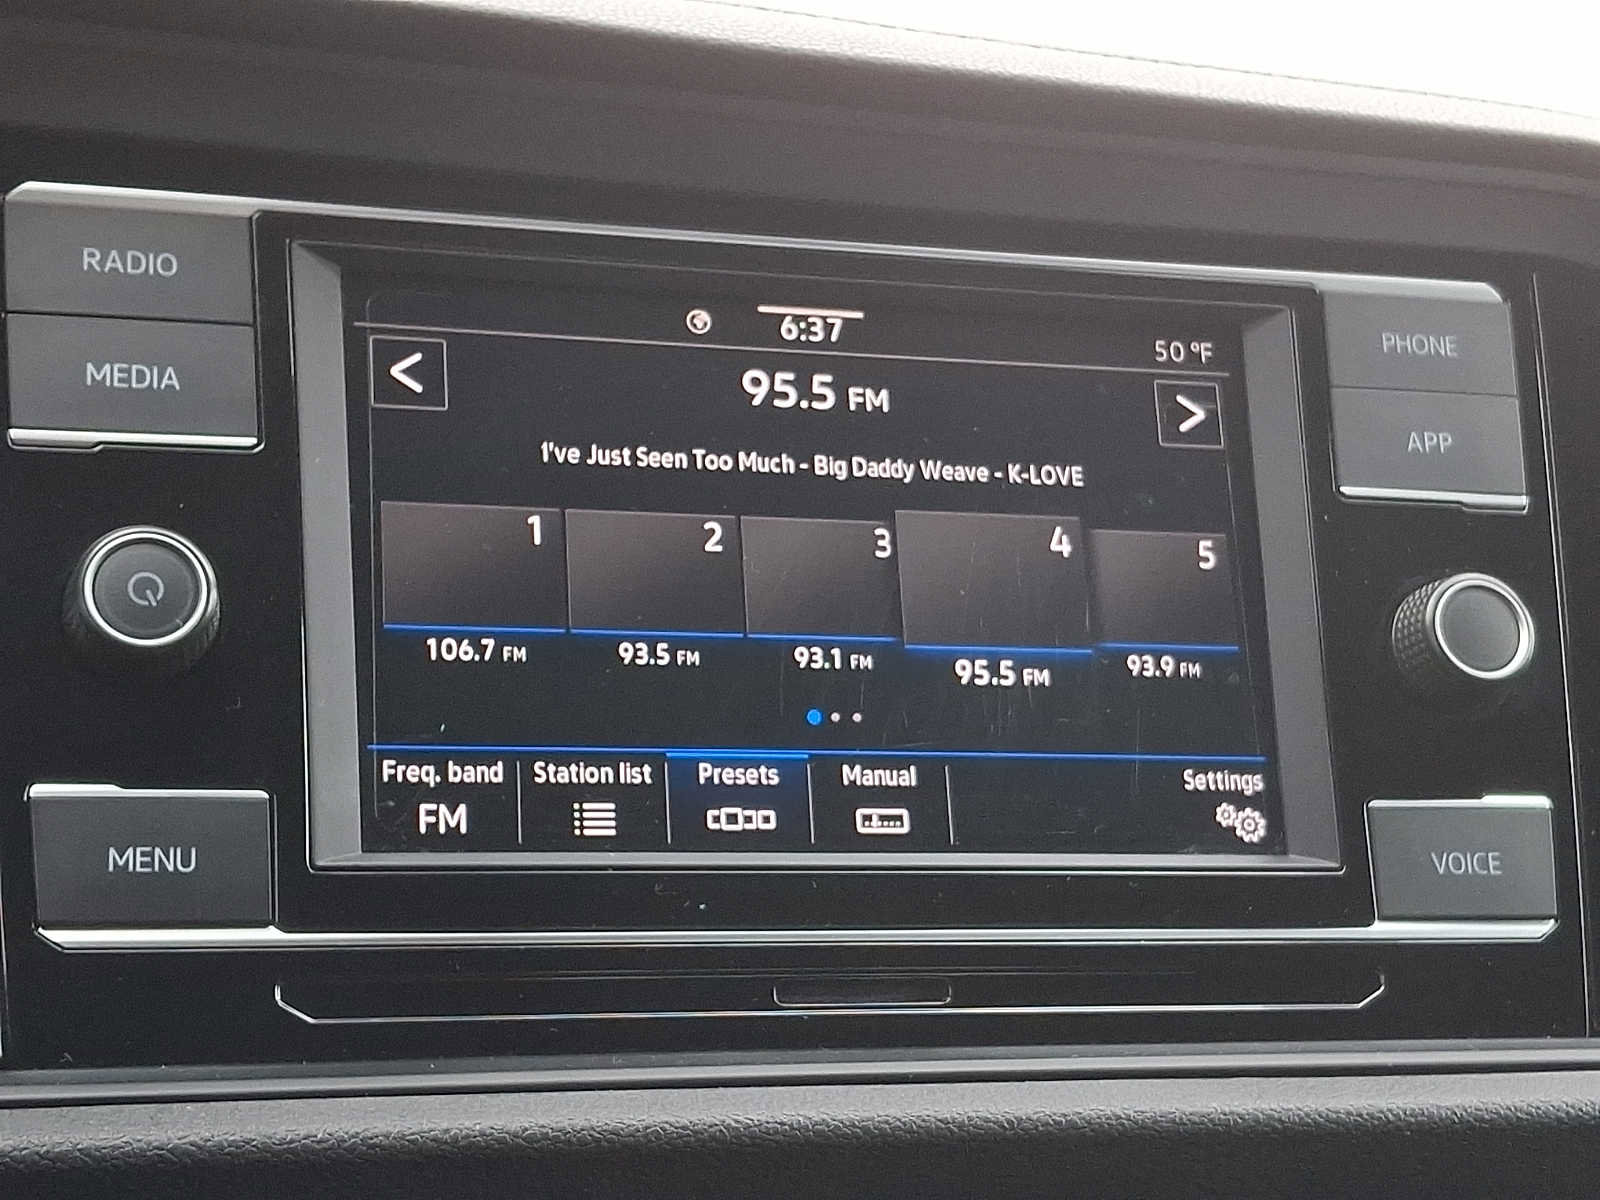 RADIO
MEDIA
MENU
6:37
50°F
<
95.5 FM
>
I've Just Seen Too Much - Big Daddy Weave - K-LOVE
1 2 3 4 5
106.7 FM 93.5 FM 93.1 FM 95.5 FM 93.9 FM
Freq. band Station list Presets Manual Settings
FM
PHONE
APP
VOICE